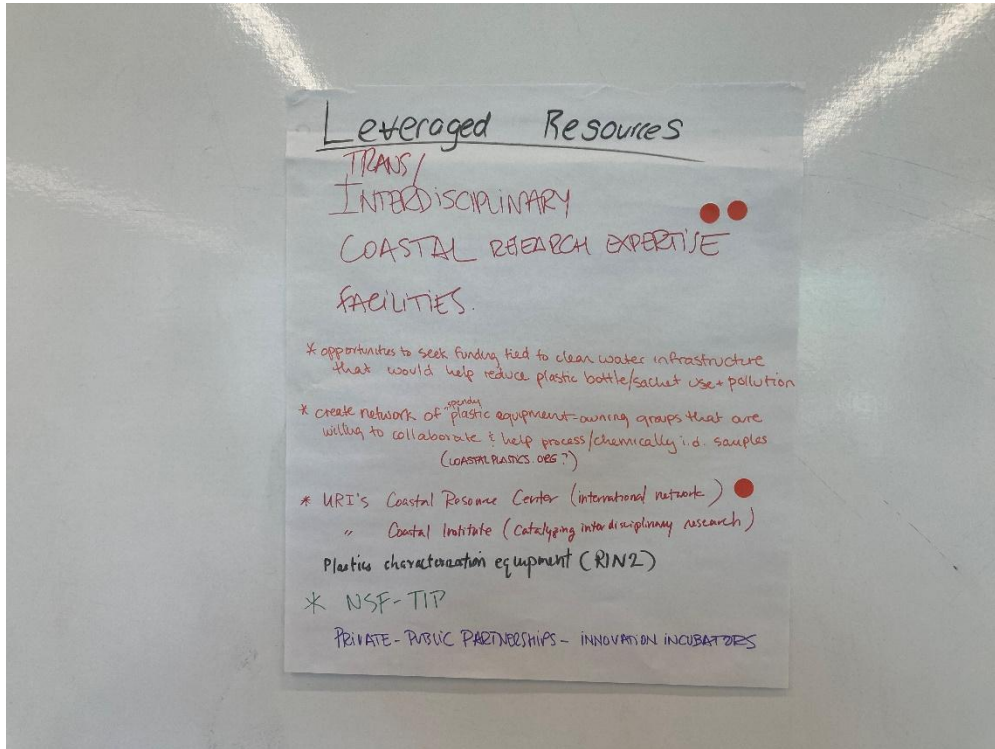 Leveraged Resources
TRANS/
INTERDISCIPLINARY
COASTAL RESEARCH EXPERTISE
FACILITIES.
* opportunities to seek funding tied to clean water infrastructure
that would help reduce plastic bottle/sachet use + pollution
spendy
* create network of plastic equipment-owning groups that are
willing to collaborate & help process/chemically i.d. samples
(COASTALPLASTICS.ORG?)
* URI's Coastal Resource Center (international network)
" Coastal Institute (Catalyzing interdisciplinary research)
Plastics characterization equipment (RIN2)
* NSF-TIP
PRIVATE-PUBLIC PARTNERSHIPS - INNOVATION INCUBATORS